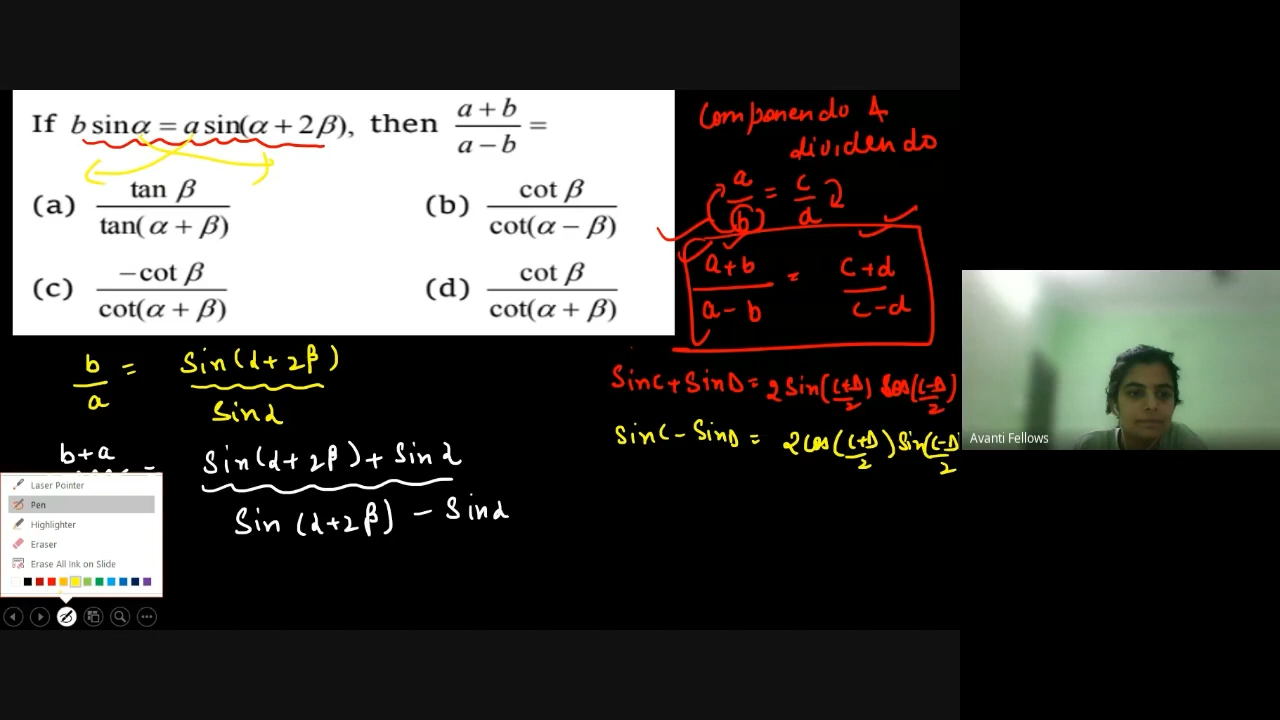 If b sinα = a sin(α + 2β), then (a + b)/(a − b) =
(a) tan β / tan(α + β)
(b) cot β / cot(α − β)
(c) −cot β / cot(α + β)
(d) cot β / cot(α + β)
Componendo &
dividendo
a/b = c/d
(a+b)/(a-b) = (c+d)/(c-d)
SinC + SinD = 2 Sin((C+D)/2) Cos((C-D)/2)
SinC - SinD = 2 Cos((C+D)/2) Sin((C-D)/2
b/a = Sin(α + 2β) / Sinα
b+a
= (Sin(α+2β) + Sinα) / (Sin(α+2β) - Sinα)
Laser Pointer
Pen
Highlighter
Eraser
Erase All Ink on Slide
Avanti Fellows